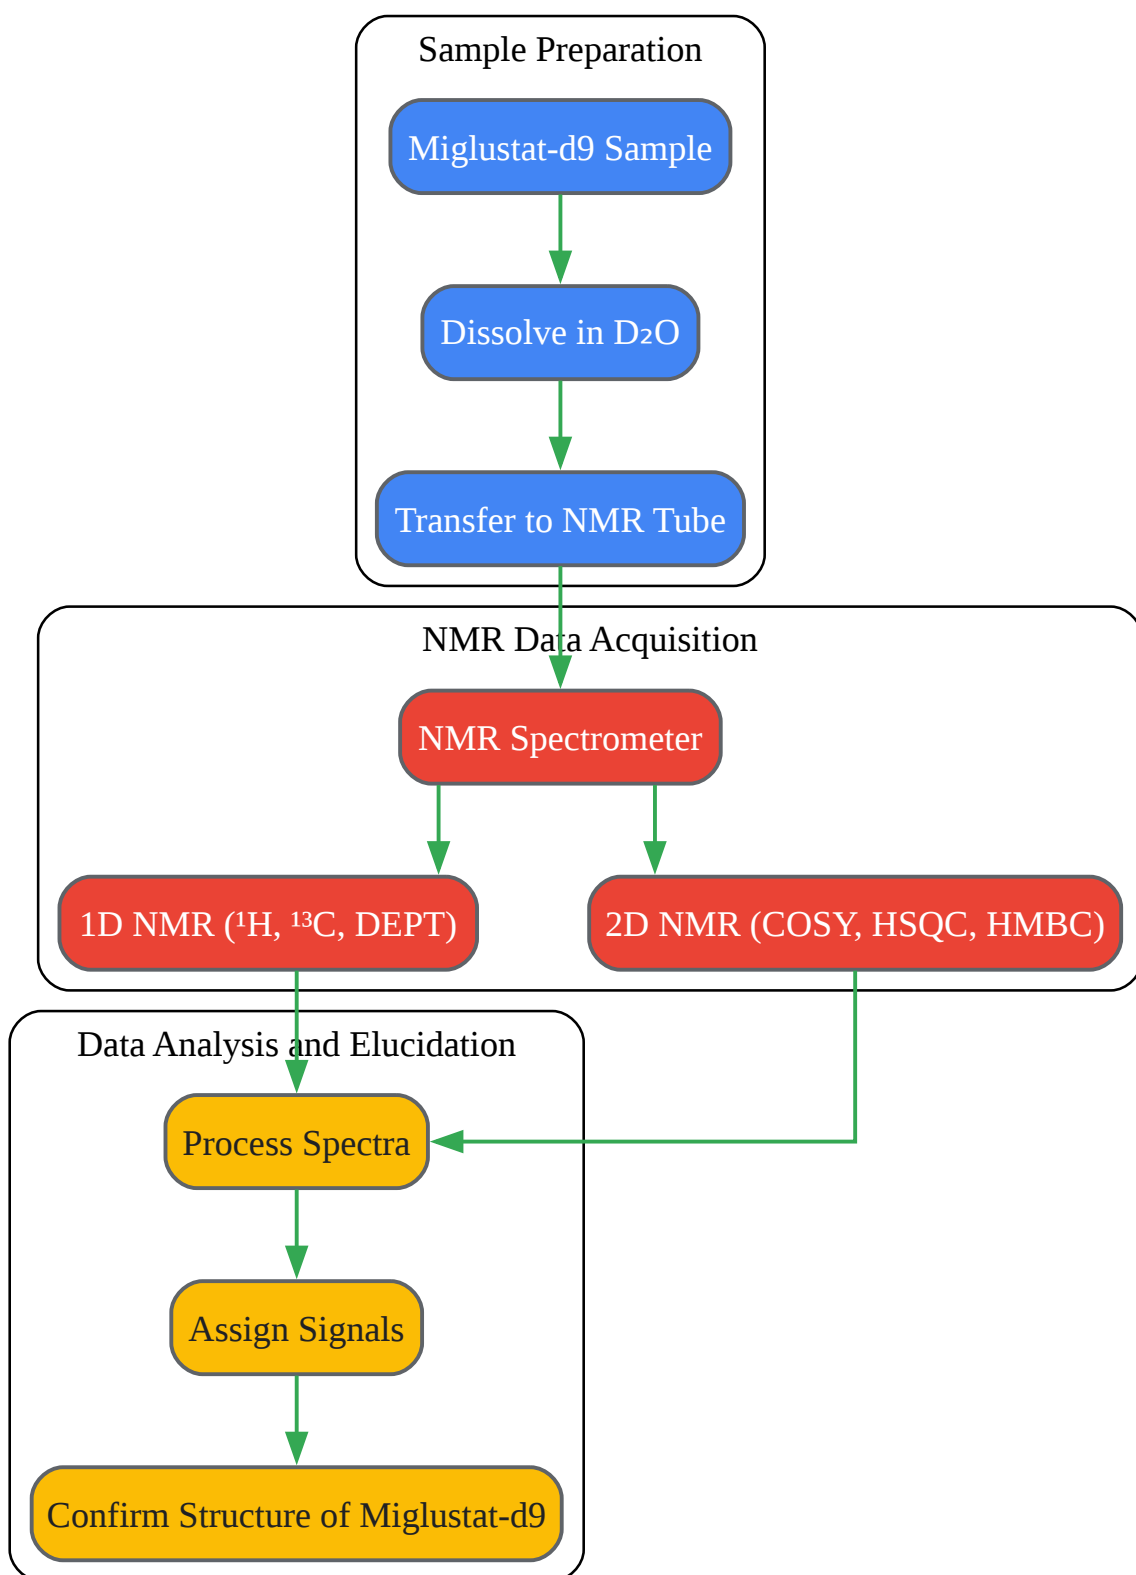 Sample Preparation
Miglustat-d9 Sample
Dissolve in D₂O
Transfer to NMR Tube
NMR Data Acquisition
NMR Spectrometer
1D NMR (¹H, ¹³C, DEPT)
2D NMR (COSY, HSQC, HMBC)
Data Analysis and Elucidation
Process Spectra
Assign Signals
Confirm Structure of Miglustat-d9